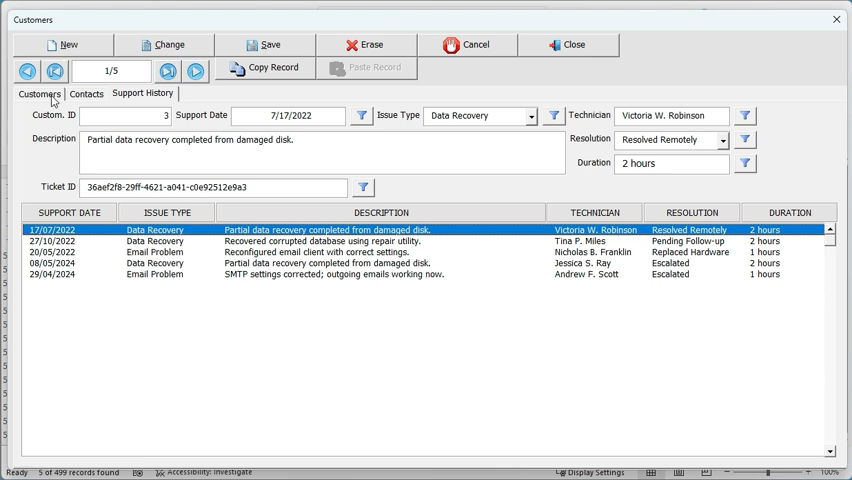 Customers
New Change Save Erase Cancel Close
1/5 Copy Record Paste Record
Customers Contacts Support History
Custom. ID 3 Support Date 7/17/2022 Issue Type Data Recovery Technician Victoria W. Robinson
Description Partial data recovery completed from damaged disk. Resolution Resolved Remotely
Duration 2 hours
Ticket ID 36aef2f8-29ff-4621-a041-c0e92512e9a3
SUPPORT DATE ISSUE TYPE DESCRIPTION TECHNICIAN RESOLUTION DURATION
17/07/2022 Data Recovery Partial data recovery completed from damaged disk. Victoria W. Robinson Resolved Remotely 2 hours
27/10/2022 Data Recovery Recovered corrupted database using repair utility. Tina P. Miles Pending Follow-up 2 hours
20/05/2022 Email Problem Reconfigured email client with correct settings. Nicholas B. Franklin Replaced Hardware 1 hours
08/05/2024 Data Recovery Partial data recovery completed from damaged disk. Jessica S. Ray Escalated 2 hours
29/04/2024 Email Problem SMTP settings corrected; outgoing emails working now. Andrew F. Scott Escalated 1 hours
Ready 5 of 499 records found Accessibility: Investigate Display Settings 100%